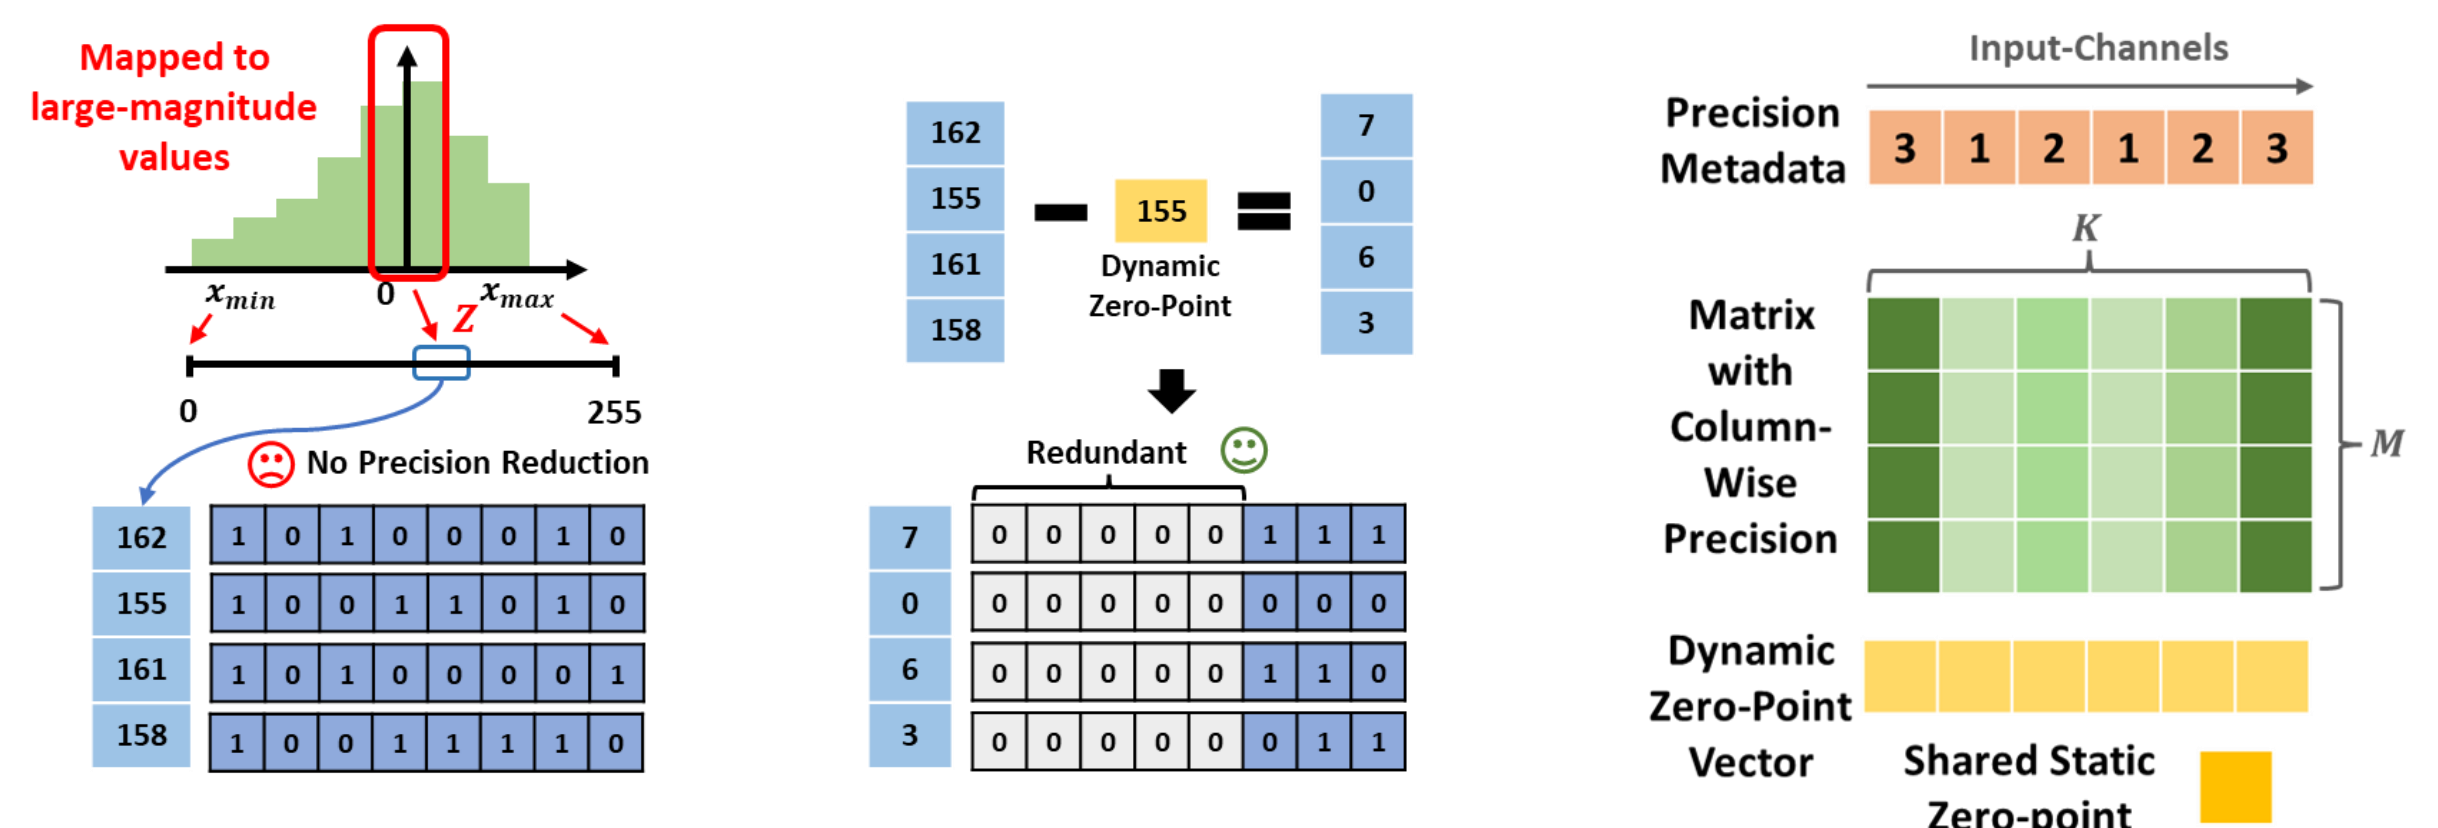 Mapped to
large-magnitude
values
x_min 0 x_max
Z
0 255
No Precision Reduction
162 1 0 1 0 0 0 1 0
155 1 0 0 1 1 0 1 0
161 1 0 1 0 0 0 0 1
158 1 0 0 1 1 1 1 0
162
155
161
158
155
Dynamic
Zero-Point
7
0
6
3
Redundant
7 0 0 0 0 0 1 1 1
0 0 0 0 0 0 0 0 0
6 0 0 0 0 0 1 1 0
3 0 0 0 0 0 0 1 1
Input-Channels
Precision
Metadata
3 1 2 1 2 3
K
Matrix
with
Column-
Wise
Precision
M
Dynamic
Zero-Point
Vector
Shared Static
Zero-point